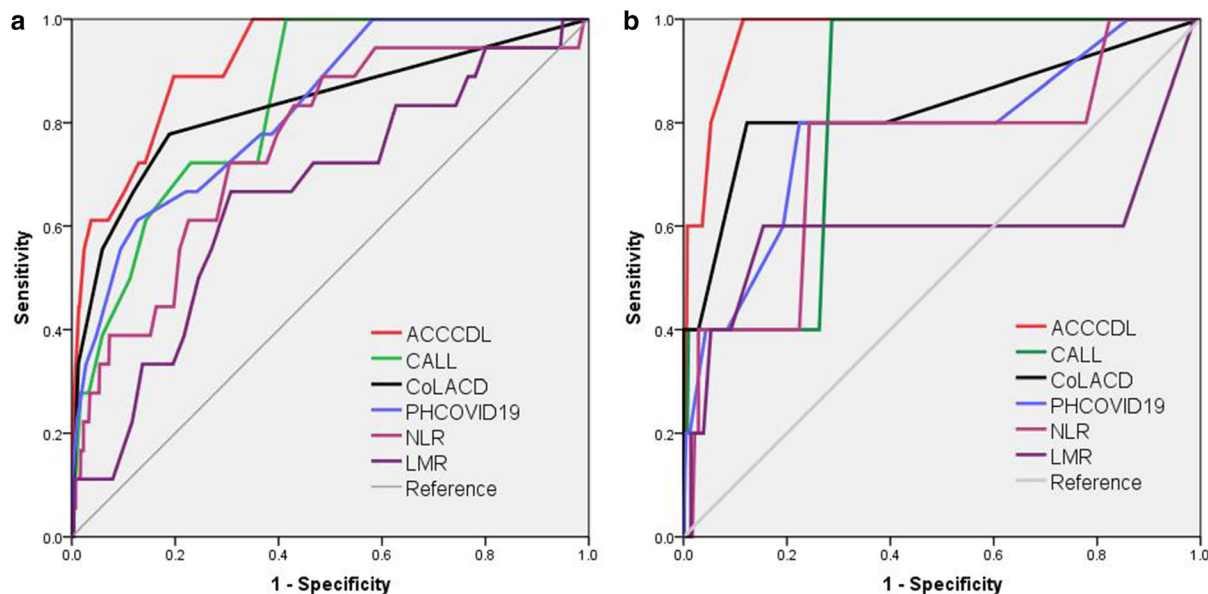 a
Sensitivity
1.0
0.8
0.6
0.4
0.2
0.0
ACCCDL
CALL
CoLACD
PHCOVID19
NLR
LMR
Reference
0.0 0.2 0.4 0.6 0.8 1.0
1 - Specificity
b
Sensitivity
1.0
0.8
0.6
0.4
0.2
0.0
ACCCDL
CALL
CoLACD
PHCOVID19
NLR
LMR
Reference
0.0 0.2 0.4 0.6 0.8 1.0
1 - Specificity